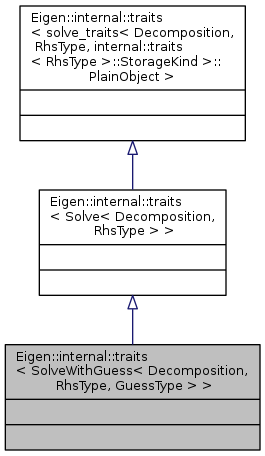 Eigen::internal::traits
< solve_traits< Decomposition,
RhsType, internal::traits
< RhsType >::StorageKind >::
PlainObject >
Eigen::internal::traits
< Solve< Decomposition,
RhsType > >
Eigen::internal::traits
< SolveWithGuess< Decomposition,
RhsType, GuessType > >